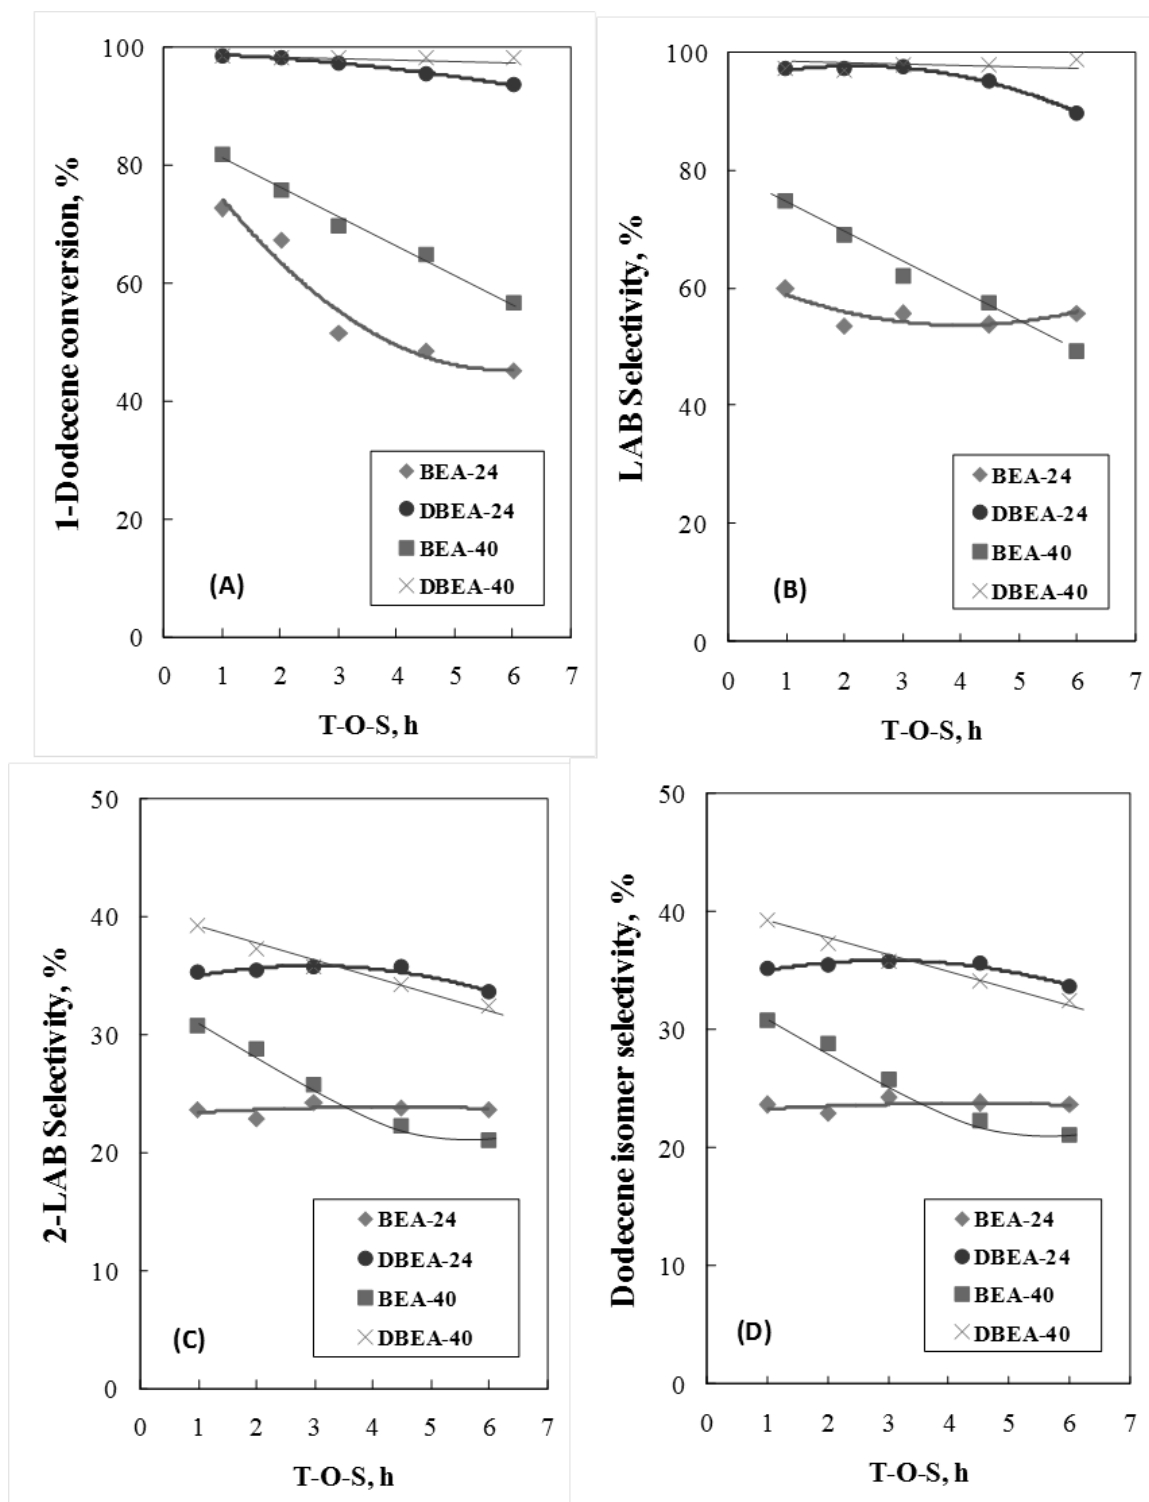 1-Dodecene conversion, %
100
80
60
40
20
0
BEA-24
DBEA-24
BEA-40
DBEA-40
(A)
0 1 2 3 4 5 6 7
T-O-S, h
LAB Selectivity, %
100
80
60
40
20
0
BEA-24
DBEA-24
BEA-40
DBEA-40
(B)
0 1 2 3 4 5 6 7
T-O-S, h
2-LAB Selectivity, %
50
40
30
20
10
0
BEA-24
DBEA-24
BEA-40
DBEA-40
(C)
0 1 2 3 4 5 6 7
T-O-S, h
Dodecene isomer selectivity, %
50
40
30
20
10
0
BEA-24
DBEA-24
BEA-40
DBEA-40
(D)
0 1 2 3 4 5 6 7
T-O-S, h